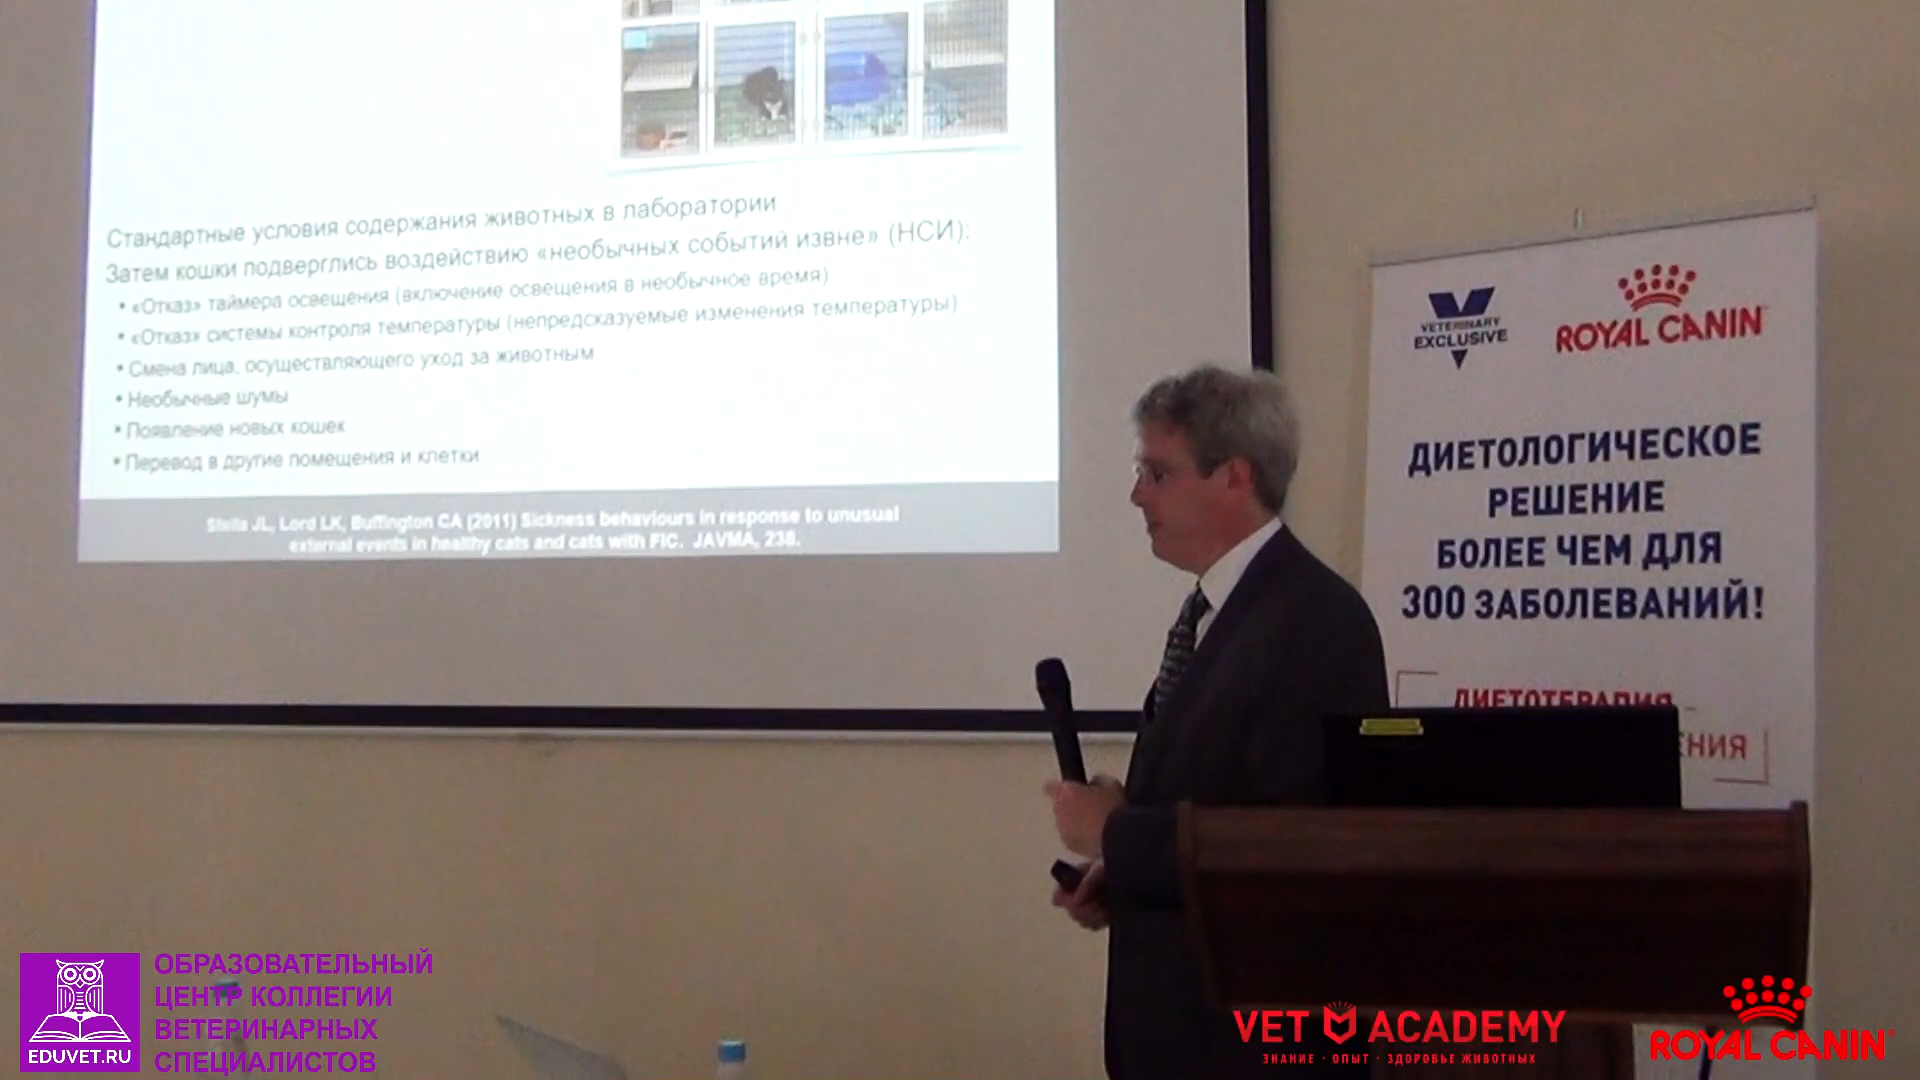 Стандартные условия содержания животных в лаборатории
Затем кошки подверглись воздействию «необычных событий извне» (НСИ):
• «Отказ» таймера освещения (включение освещения в необычное время)
• «Отказ» системы контроля температуры (непредсказуемые изменения температуры)
• Смена лица, осуществляющего уход за животным
• Необычные шумы
• Появление новых кошек
• Перевод в другие помещения и клетки
Stella JL, Lord LK, Buffington CA (2011) Sickness behaviours in response to unusual
external events in healthy cats and cats with FIC. JAVMA, 238.
VETERINARY
EXCLUSIVE
ROYAL CANIN
ДИЕТОЛОГИЧЕСКОЕ
РЕШЕНИЕ
БОЛЕЕ ЧЕМ ДЛЯ
300 ЗАБОЛЕВАНИЙ!
ДИЕТОТЕРАПИЯ –
ЕНИЯ
EDUVET.RU
ОБРАЗОВАТЕЛЬНЫЙ
ЦЕНТР КОЛЛЕГИИ
ВЕТЕРИНАРНЫХ
СПЕЦИАЛИСТОВ
VET ACADEMY
ЗНАНИЕ · ОПЫТ · ЗДОРОВЬЕ ЖИВОТНЫХ
ROYAL CANIN